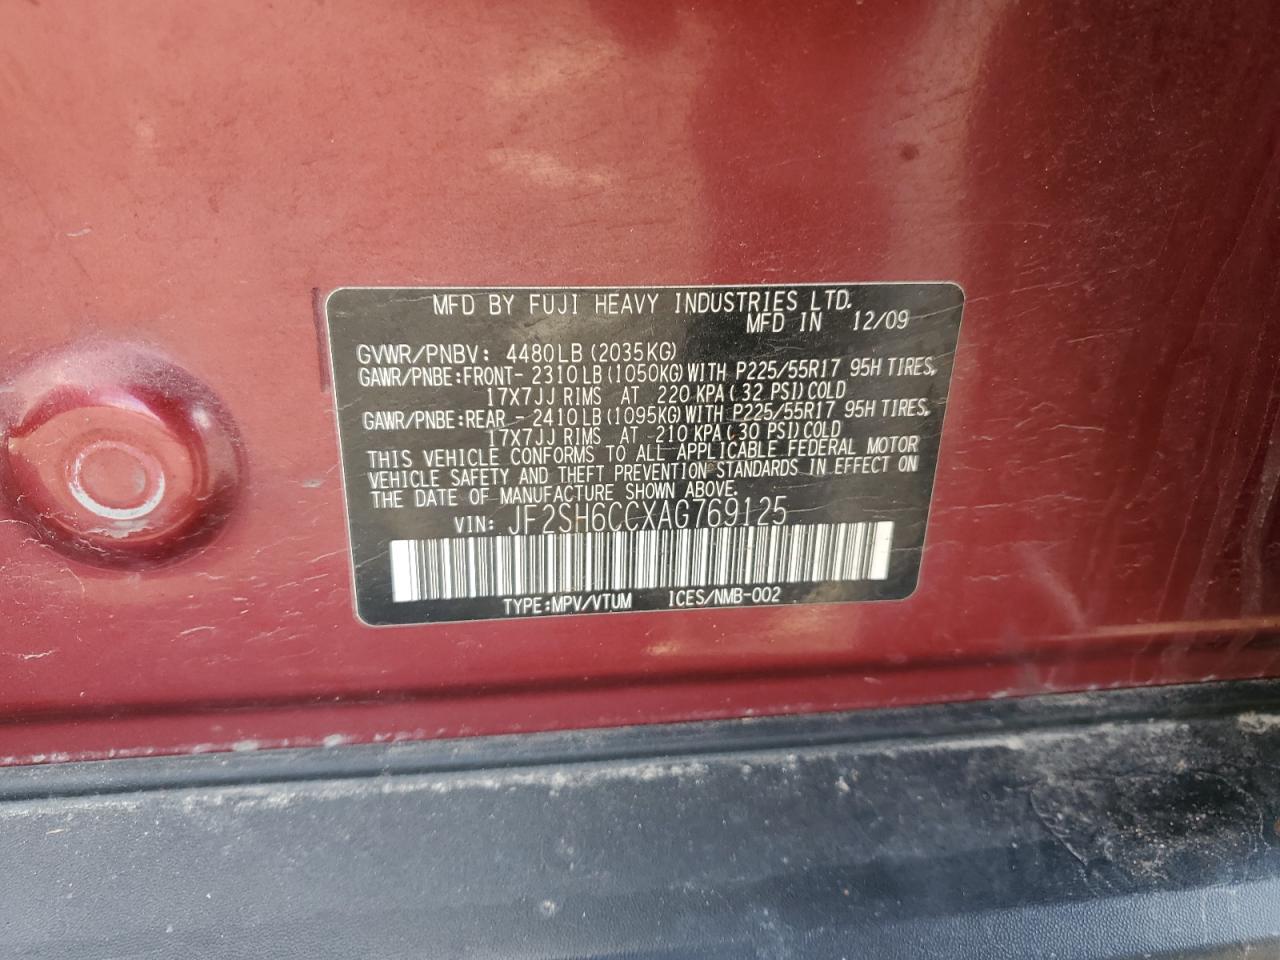 MFD BY FUJI HEAVY INDUSTRIES LTD.
MFD IN 12/09
GVWR/PNBV: 4480LB(2035KG)
GAWR/PNBE:FRONT- 2310LB(1050KG)WITH P225/55R17 95H TIRES,
17X7JJ RIMS AT 220 KPA(32 PSI)COLD
GAWR/PNBE:REAR - 2410LB(1095KG)WITH P225/55R17 95H TIRES,
17X7JJ RIMS AT 210 KPA(30 PSI)COLD
THIS VEHICLE CONFORMS TO ALL APPLICABLE FEDERAL MOTOR
VEHICLE SAFETY AND THEFT PREVENTION STANDARDS IN EFFECT ON
THE DATE OF MANUFACTURE SHOWN ABOVE.
VIN: JF2SH6CCXAG769125
TYPE:MPV/VTUM ICES/NMB-002